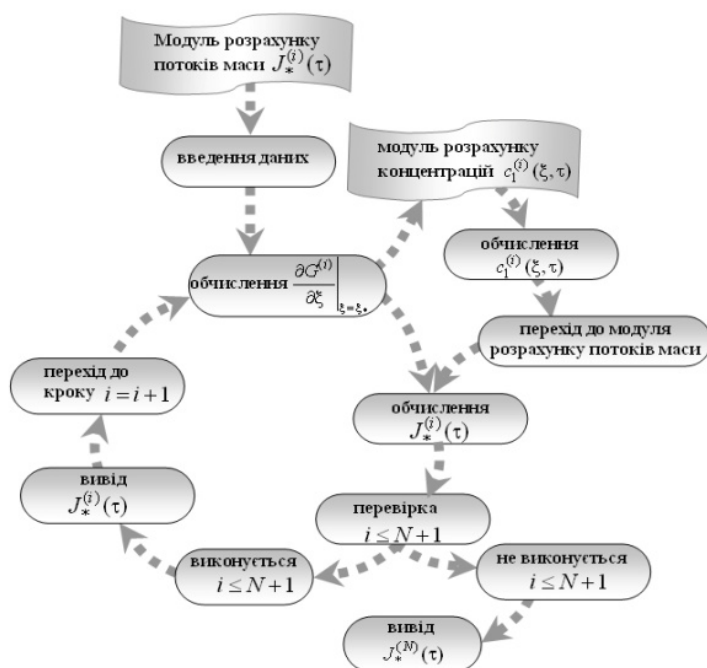 Модуль розрахунку
потоків маси J_*^{(i)}(τ)
введення даних
модуль розрахунку
концентрацій c_1^{(i)}(ξ,τ)
обчислення ∂G^{(i)}/∂ξ|_{ξ=ξ_*}
обчислення
c_1^{(i)}(ξ,τ)
перехід до модуля
розрахунку потоків маси
перехід до
кроку i = i + 1
обчислення
J_*^{(i)}(τ)
вивід
J_*^{(i)}(τ)
перевірка
i ≤ N + 1
виконується
i ≤ N + 1
не виконується
i ≤ N + 1
вивід
J_*^{(N)}(τ)